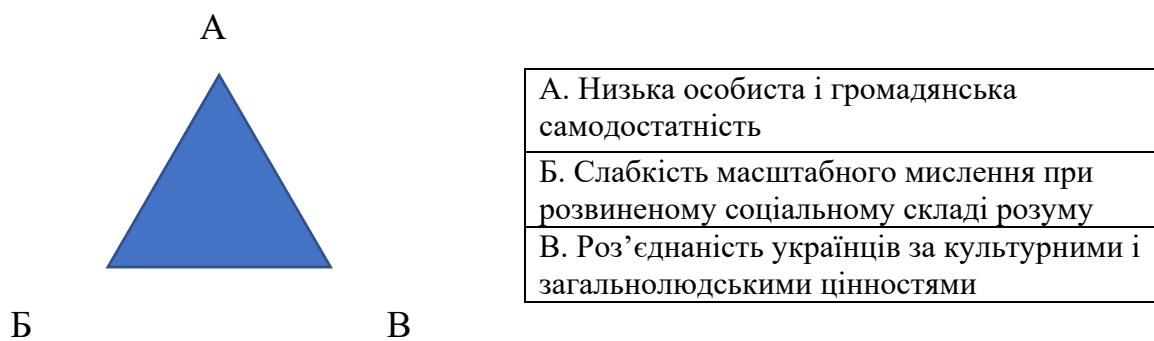 А
А. Низька особиста і громадянська
самодостатність
Б. Слабкість масштабного мислення при
розвиненому соціальному складі розуму
В. Роз’єднаність українців за культурними і
загальнолюдськими цінностями
Б
В